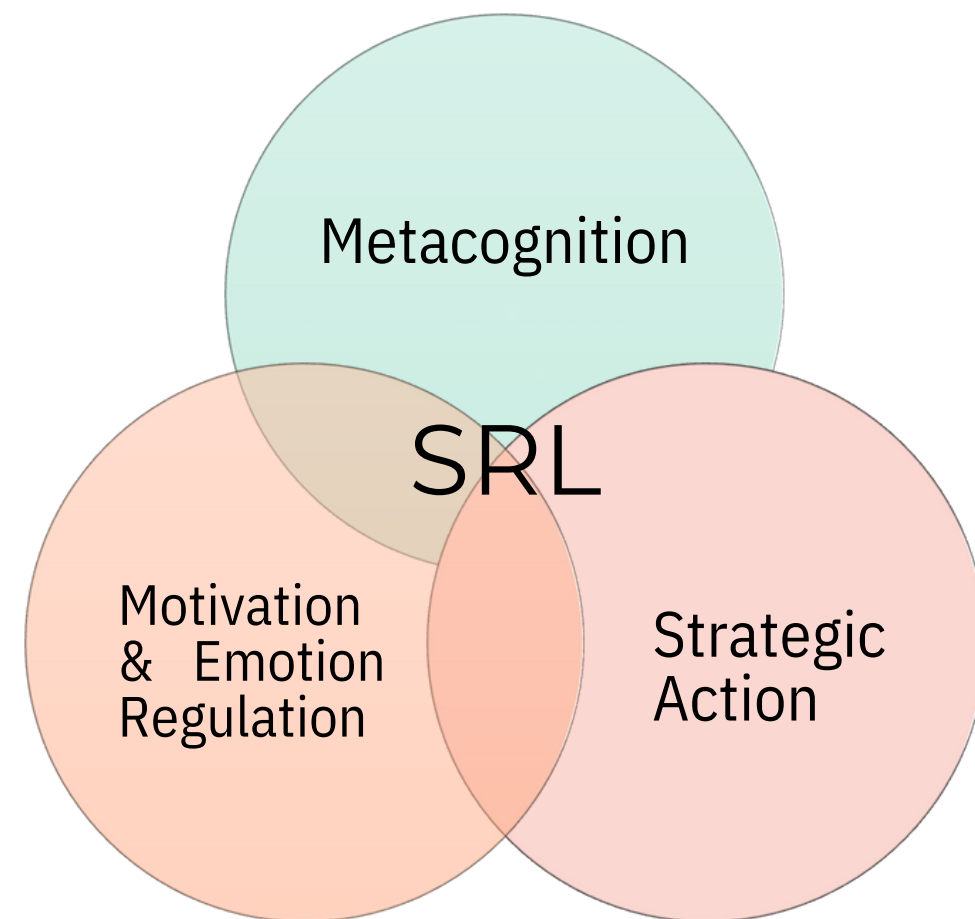 Metacognition
SRL
Motivation
& Emotion
Regulation
Strategic
Action